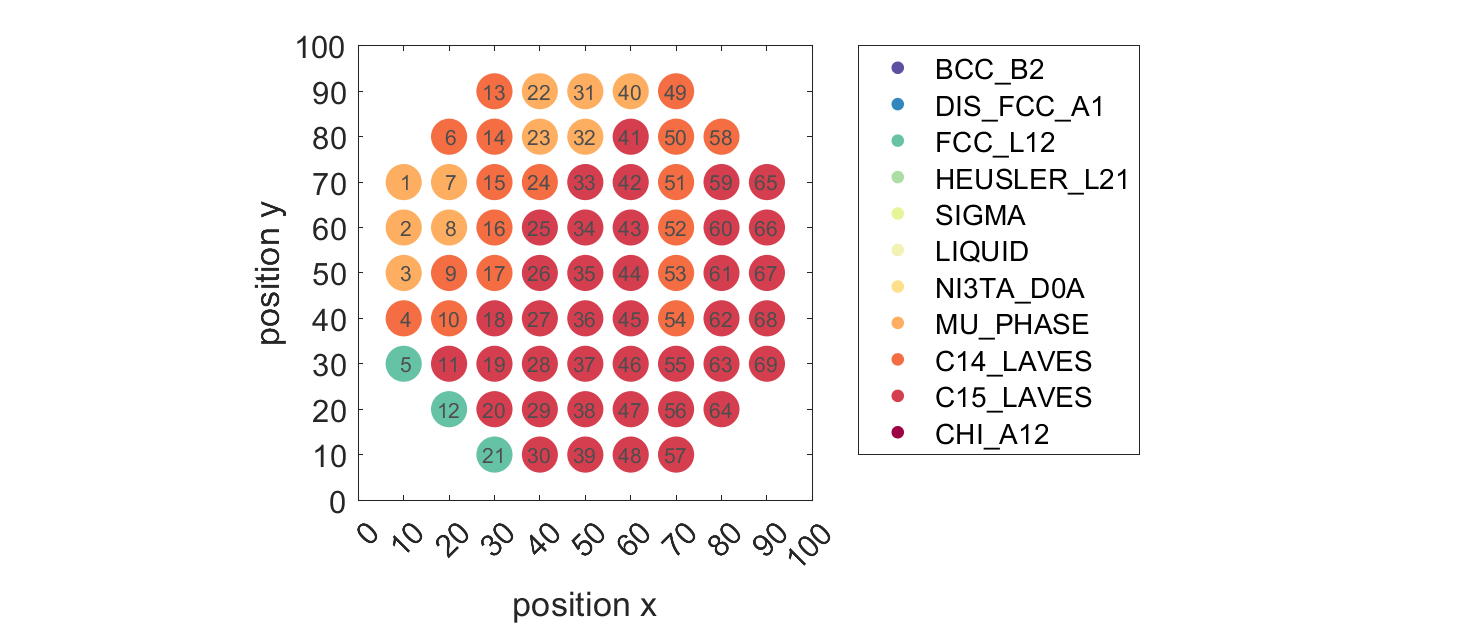 100
90
80
70
60
50
40
30
20
10
0
position y
13 22 31 40 49
6 14 23 32 41 50 58
1 7 15 24 33 42 51 59 65
2 8 16 25 34 43 52 60 66
3 9 17 26 35 44 53 61 67
4 10 18 27 36 45 54 62 68
5 11 19 28 37 46 55 63 69
12 20 29 38 47 56 64
21 30 39 48 57
0 10 20 30 40 50 60 70 80 90 100
position x
BCC_B2
DIS_FCC_A1
FCC_L12
HEUSLER_L21
SIGMA
LIQUID
NI3TA_D0A
MU_PHASE
C14_LAVES
C15_LAVES
CHI_A12